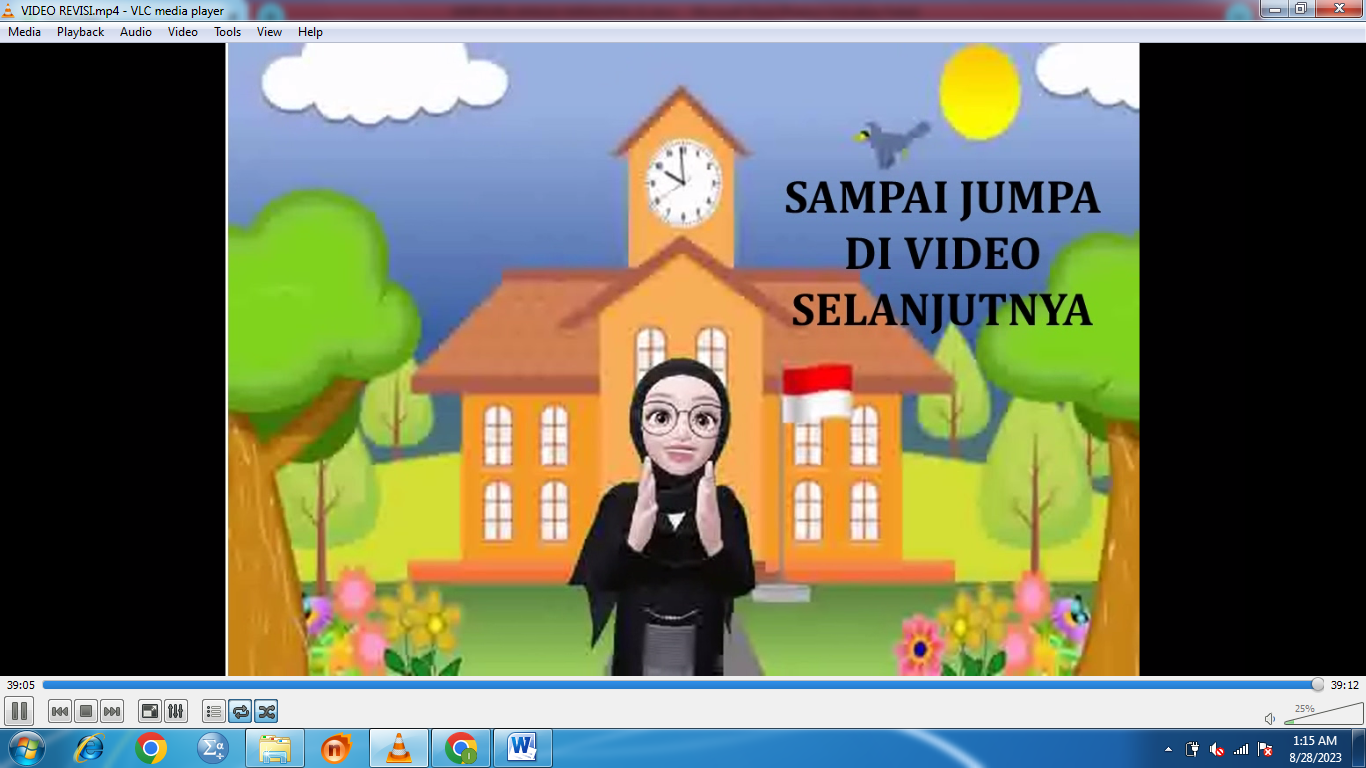 VIDEO REVISI.mp4 - VLC media player
Media Playback Audio Video Tools View Help
SAMPAI JUMPA
DI VIDEO
SELANJUTNYA
39:05
39:12
25%
1:15 AM
8/28/2023